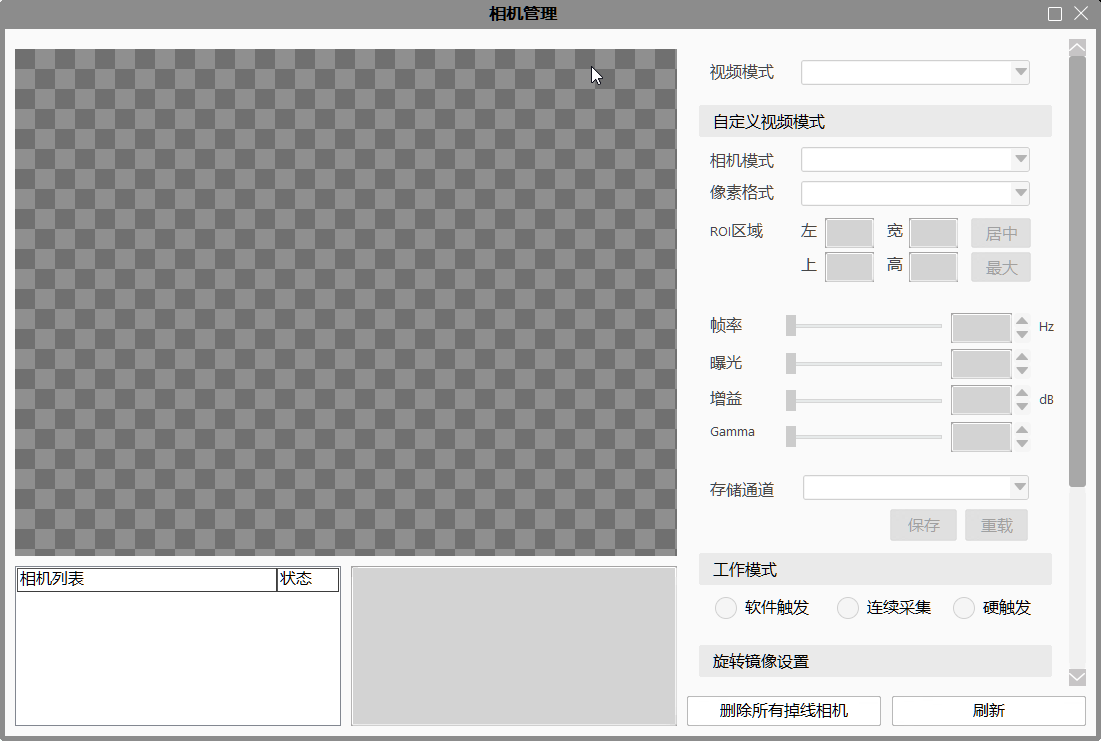 相机管理
视频模式
自定义视频模式
相机模式
像素格式
ROI区域 左 宽 居中
上 高 最大
帧率 Hz
曝光
增益 dB
Gamma
存储通道
保存 重载
工作模式
软件触发 连续采集 硬触发
旋转镜像设置
相机列表 状态
删除所有掉线相机 刷新